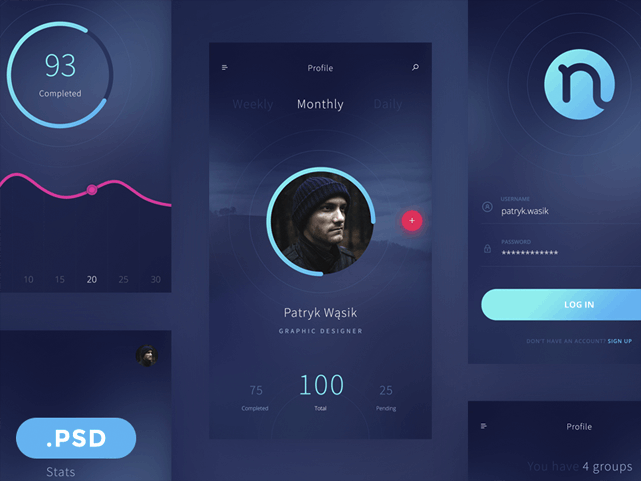 93
Completed
10 15 20 25 30
.PSD
Stats
Profile
Weekly Monthly Daily
+
Patryk Wąsik
GRAPHIC DESIGNER
75 100 25
Completed Total Pending
n
USERNAME
patryk.wasik
PASSWORD
************
LOG IN
DON'T HAVE AN ACCOUNT? SIGN UP
Profile
You have 4 groups